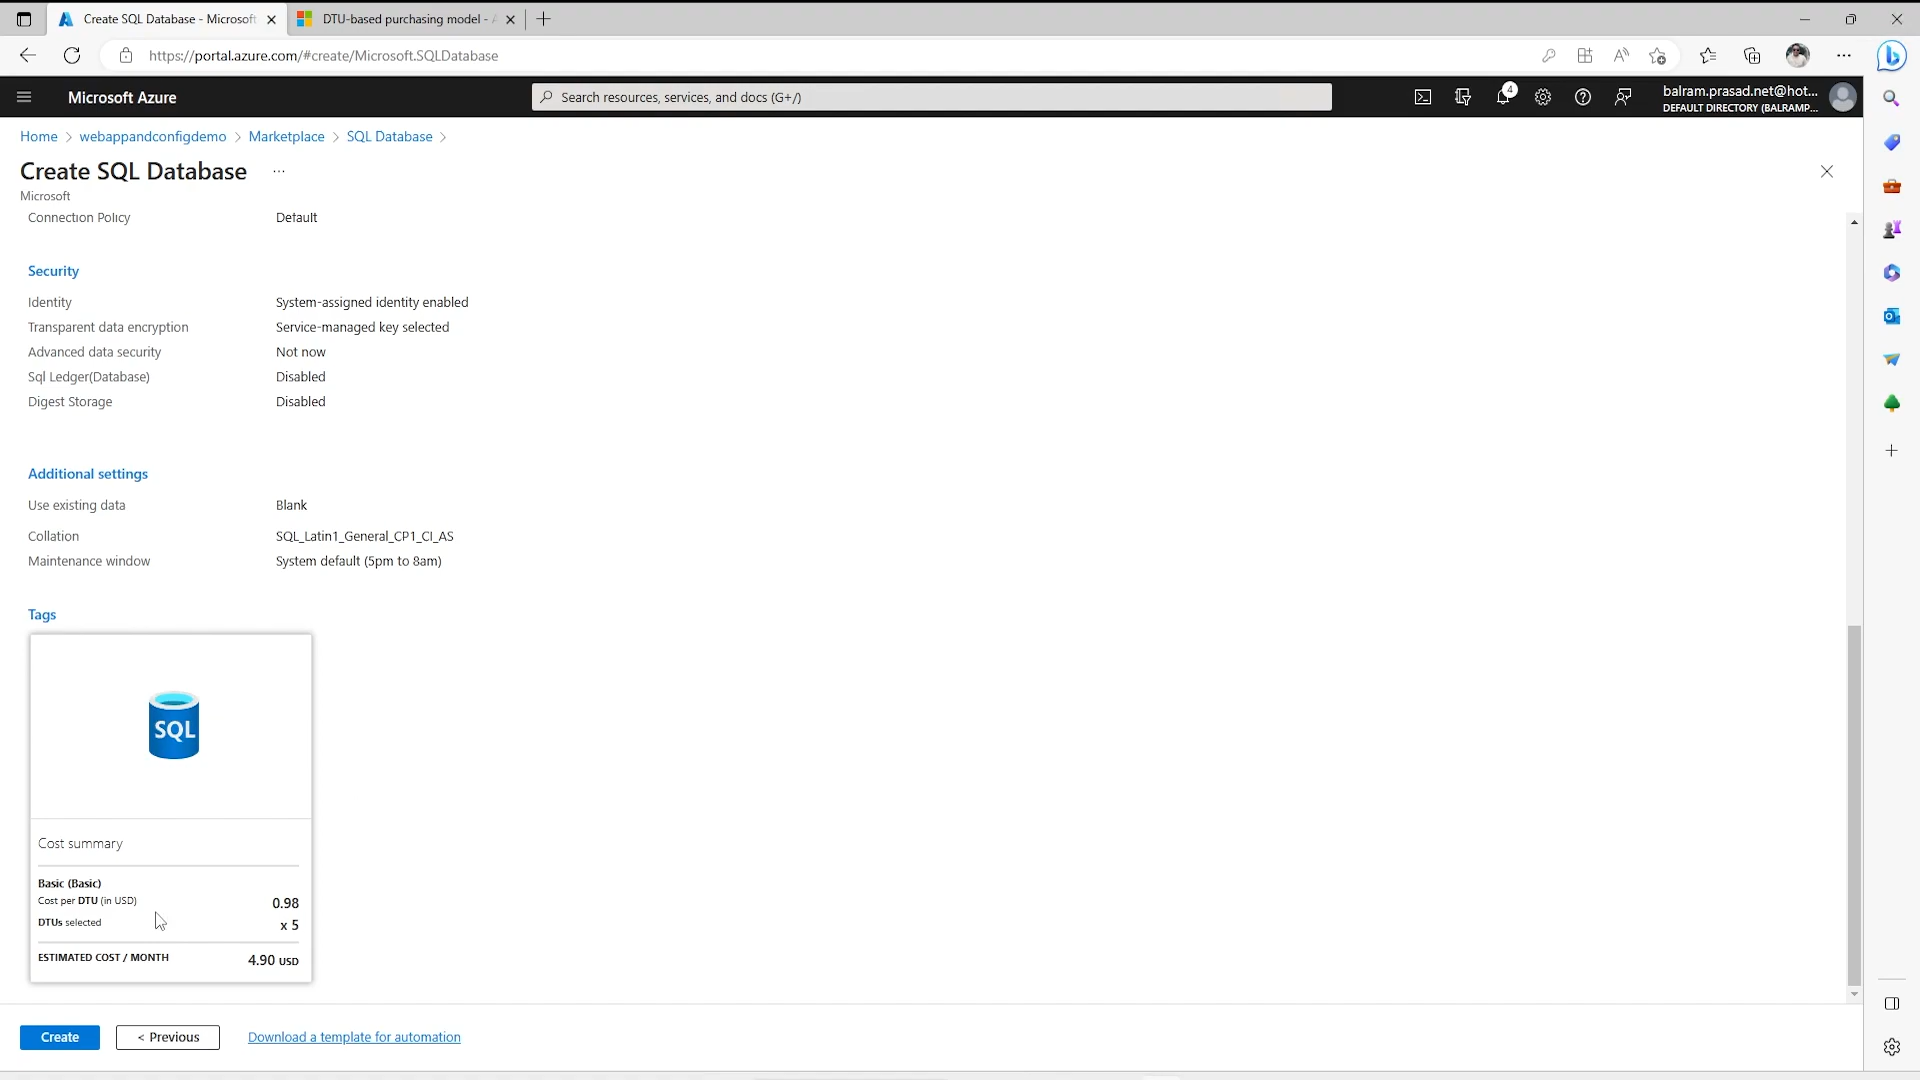 Create SQL Database - Microsoft
DTU-based purchasing model - A
https://portal.azure.com/#create/Microsoft.SQLDatabase
Microsoft Azure
Search resources, services, and docs (G+/)
4
balram.prasad.net@hot...
DEFAULT DIRECTORY (BALRAMP...
Home > webappandconfigdemo > Marketplace > SQL Database >
Create SQL Database ...
Microsoft
Connection Policy Default
Security
Identity System-assigned identity enabled
Transparent data encryption Service-managed key selected
Advanced data security Not now
Sql Ledger(Database) Disabled
Digest Storage Disabled
Additional settings
Use existing data Blank
Collation SQL_Latin1_General_CP1_CI_AS
Maintenance window System default (5pm to 8am)
Tags
SQL
Cost summary
Basic (Basic)
Cost per DTU (in USD) 0.98
DTUs selected x 5
ESTIMATED COST / MONTH 4.90 USD
Create
< Previous
Download a template for automation